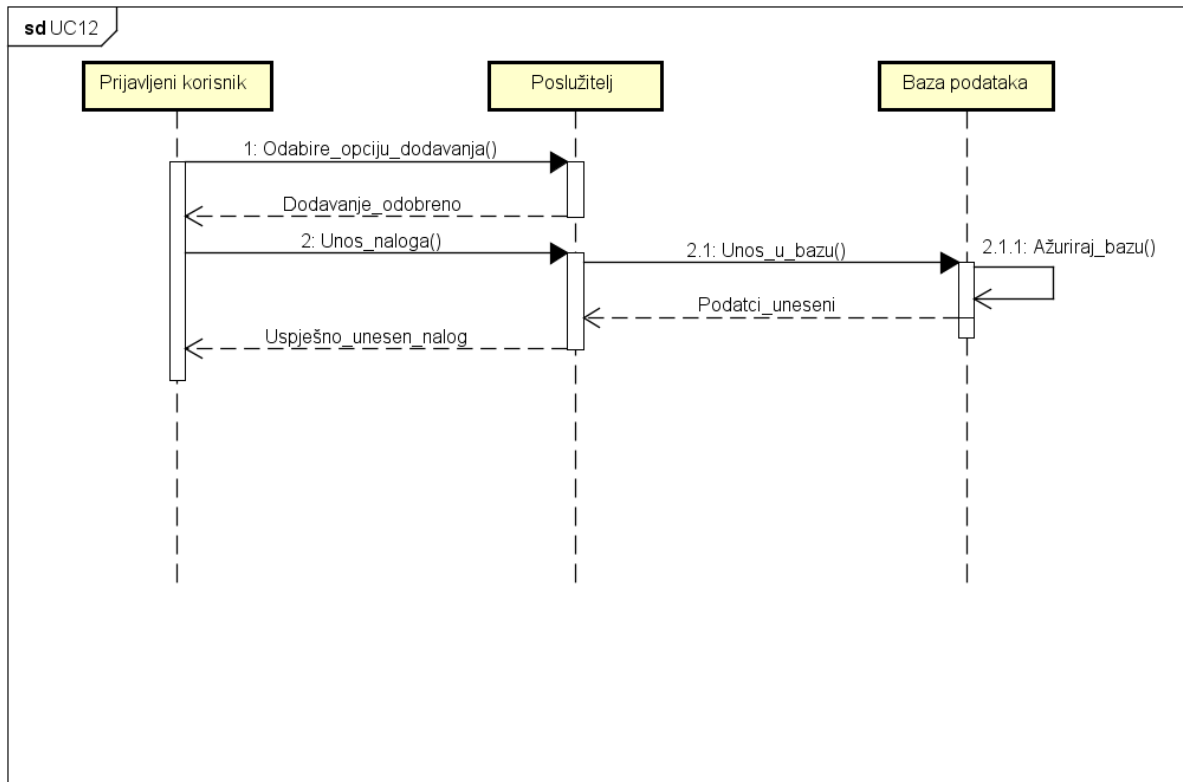 sd UC12
Prijavljeni korisnik
Poslužitelj
Baza podataka
1: Odabire_opciju_dodavanja()
Dodavanje_odobreno
2: Unos_naloga()
2.1: Unos_u_bazu()
2.1.1: Ažuriraj_bazu()
Podatci_uneseni
Uspješno_unesen_nalog